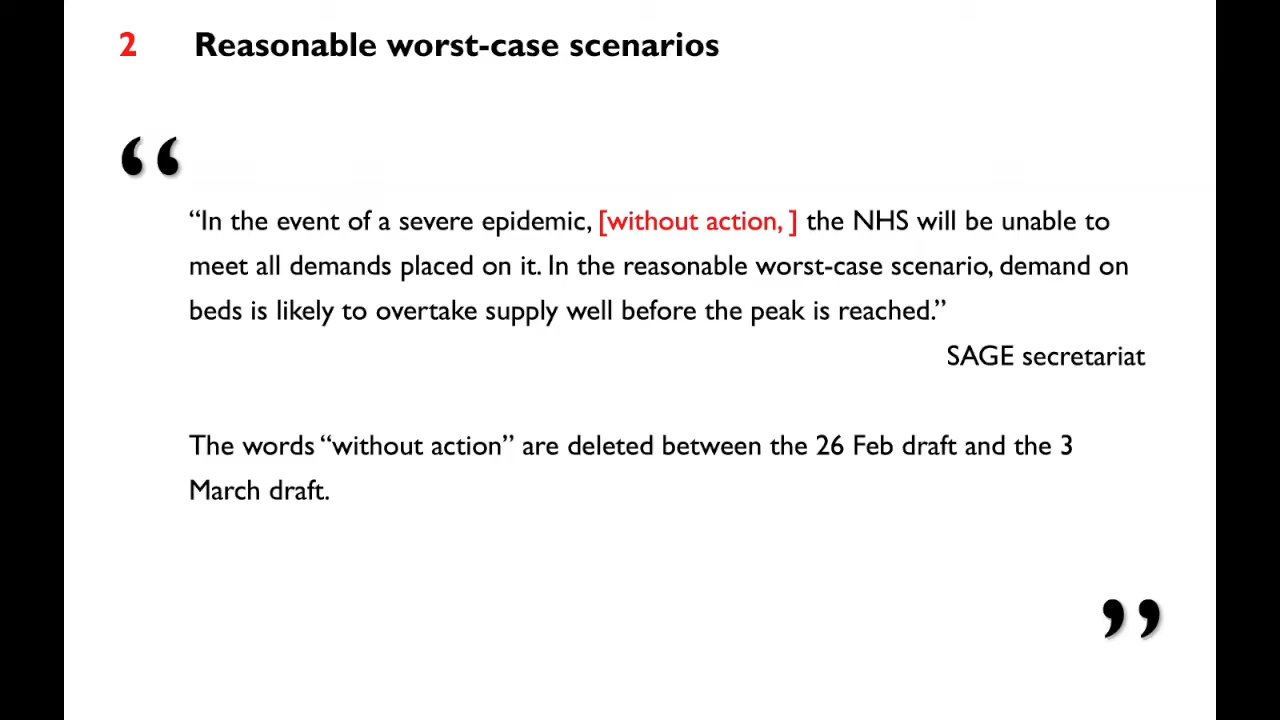 2 Reasonable worst-case scenarios
“
“In the event of a severe epidemic, [without action, ] the NHS will be unable to
meet all demands placed on it. In the reasonable worst-case scenario, demand on
beds is likely to overtake supply well before the peak is reached.”
SAGE secretariat
The words “without action” are deleted between the 26 Feb draft and the 3
March draft.
”